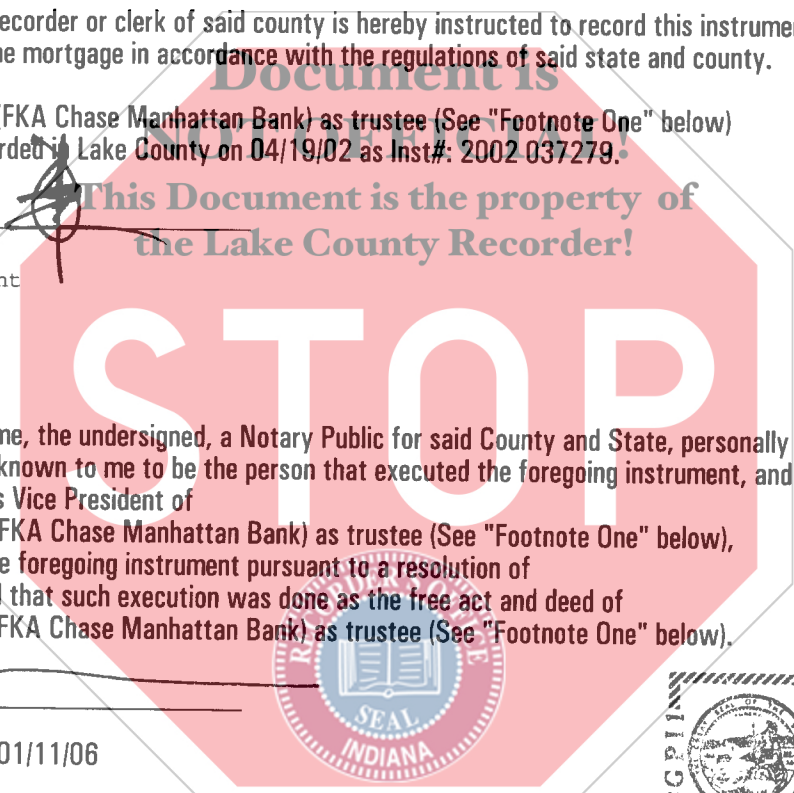 ecorder or clerk of said county is hereby instructed to record this instrume
ne mortgage in accordance with the regulations of said state and county.
Document is
(FKA Chase Manhattan Bank) as trustee (See "Footnote One" below)
NOT OFFICIAL!
rded in Lake County on 04/19/02 as Inst#: 2002 037279.
This Document is the property of
the Lake County Recorder!
nt
STOP
me, the undersigned, a Notary Public for said County and State, personally
known to me to be the person that executed the foregoing instrument, and
s Vice President of
FKA Chase Manhattan Bank) as trustee (See "Footnote One" below),
e foregoing instrument pursuant to a resolution of
d that such execution was done as the free act and deed of
FKA Chase Manhattan Bank) as trustee (See "Footnote One" below).
RECORDER'S OFFICE
SEAL
INDIANA
01/11/06